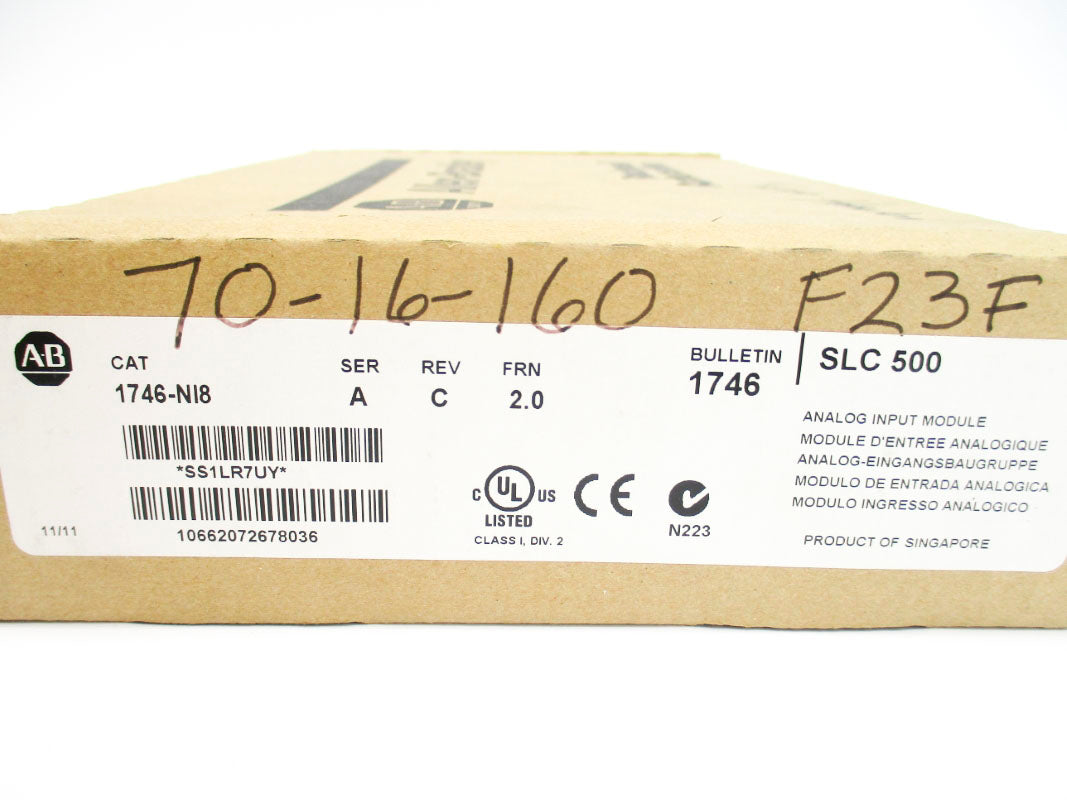 Allen-Bradley
70-16-160 F23F
A-B
CAT
1746-NI8
SER
A
REV
C
FRN
2.0
BULLETIN
1746
SLC 500
ANALOG INPUT MODULE
MODULE D'ENTREE ANALOGIQUE
ANALOG-EINGANGSBAUGRUPPE
MODULO DE ENTRADA ANALOGICA
MODULO INGRESSO ANALOGICO
PRODUCT OF SINGAPORE
*SS1LR7UY*
10662072678036
11/11
C UL US
LISTED
CLASS I, DIV. 2
CE
N223